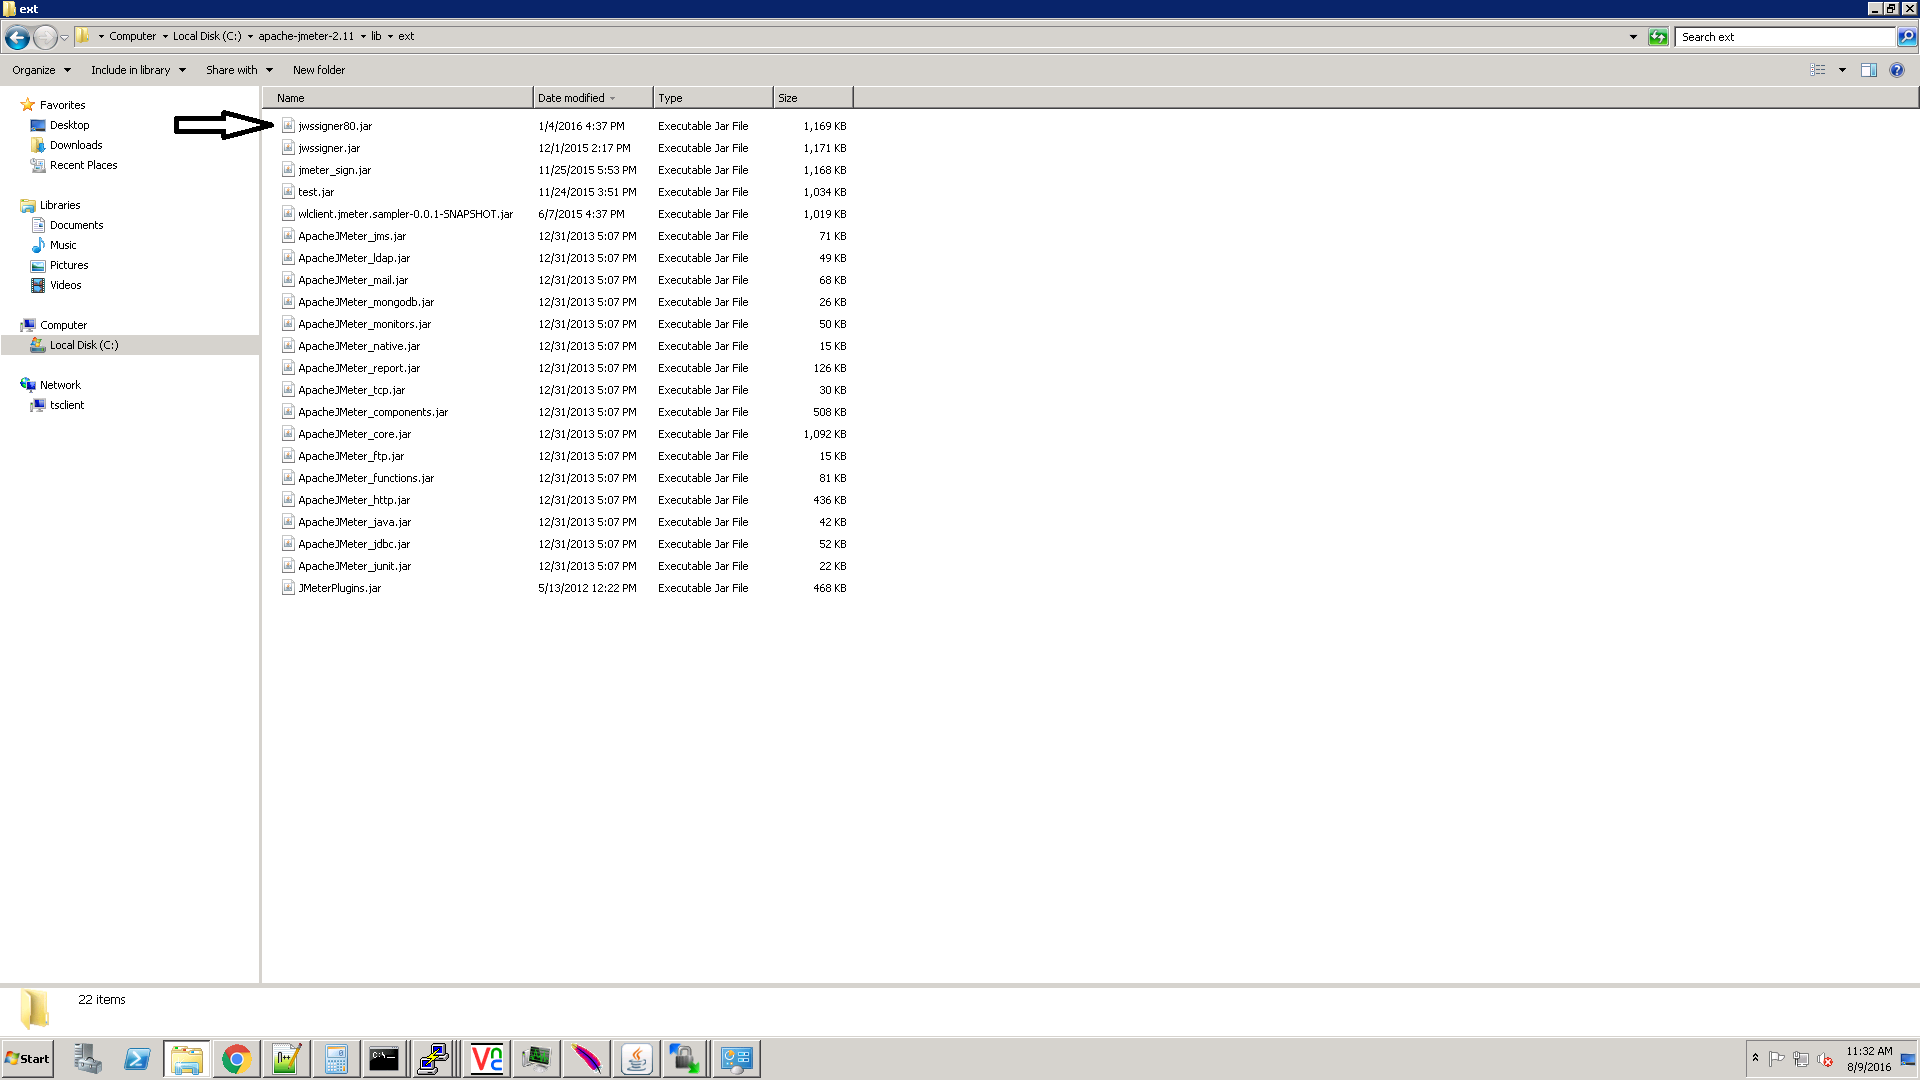 ext
Computer Local Disk (C:) apache-jmeter-2.11 lib ext
Search ext
Organize Include in library Share with New folder
Favorites
Desktop
Downloads
Recent Places
Libraries
Documents
Music
Pictures
Videos
Computer
Local Disk (C:)
Network
tsclient
Name Date modified Type Size
jwssigner80.jar 1/4/2016 4:37 PM Executable Jar File 1,169 KB
jwssigner.jar 12/1/2015 2:17 PM Executable Jar File 1,171 KB
jmeter_sign.jar 11/25/2015 5:53 PM Executable Jar File 1,168 KB
test.jar 11/24/2015 3:51 PM Executable Jar File 1,034 KB
wlclient.jmeter.sampler-0.0.1-SNAPSHOT.jar 6/7/2015 4:37 PM Executable Jar File 1,019 KB
ApacheJMeter_jms.jar 12/31/2013 5:07 PM Executable Jar File 71 KB
ApacheJMeter_ldap.jar 12/31/2013 5:07 PM Executable Jar File 49 KB
ApacheJMeter_mail.jar 12/31/2013 5:07 PM Executable Jar File 68 KB
ApacheJMeter_mongodb.jar 12/31/2013 5:07 PM Executable Jar File 26 KB
ApacheJMeter_monitors.jar 12/31/2013 5:07 PM Executable Jar File 50 KB
ApacheJMeter_native.jar 12/31/2013 5:07 PM Executable Jar File 15 KB
ApacheJMeter_report.jar 12/31/2013 5:07 PM Executable Jar File 126 KB
ApacheJMeter_tcp.jar 12/31/2013 5:07 PM Executable Jar File 30 KB
ApacheJMeter_components.jar 12/31/2013 5:07 PM Executable Jar File 508 KB
ApacheJMeter_core.jar 12/31/2013 5:07 PM Executable Jar File 1,092 KB
ApacheJMeter_ftp.jar 12/31/2013 5:07 PM Executable Jar File 15 KB
ApacheJMeter_functions.jar 12/31/2013 5:07 PM Executable Jar File 81 KB
ApacheJMeter_http.jar 12/31/2013 5:07 PM Executable Jar File 436 KB
ApacheJMeter_java.jar 12/31/2013 5:07 PM Executable Jar File 42 KB
ApacheJMeter_jdbc.jar 12/31/2013 5:07 PM Executable Jar File 52 KB
ApacheJMeter_junit.jar 12/31/2013 5:07 PM Executable Jar File 22 KB
JMeterPlugins.jar 5/13/2012 12:22 PM Executable Jar File 468 KB
22 items
Start
11:32 AM
8/9/2016